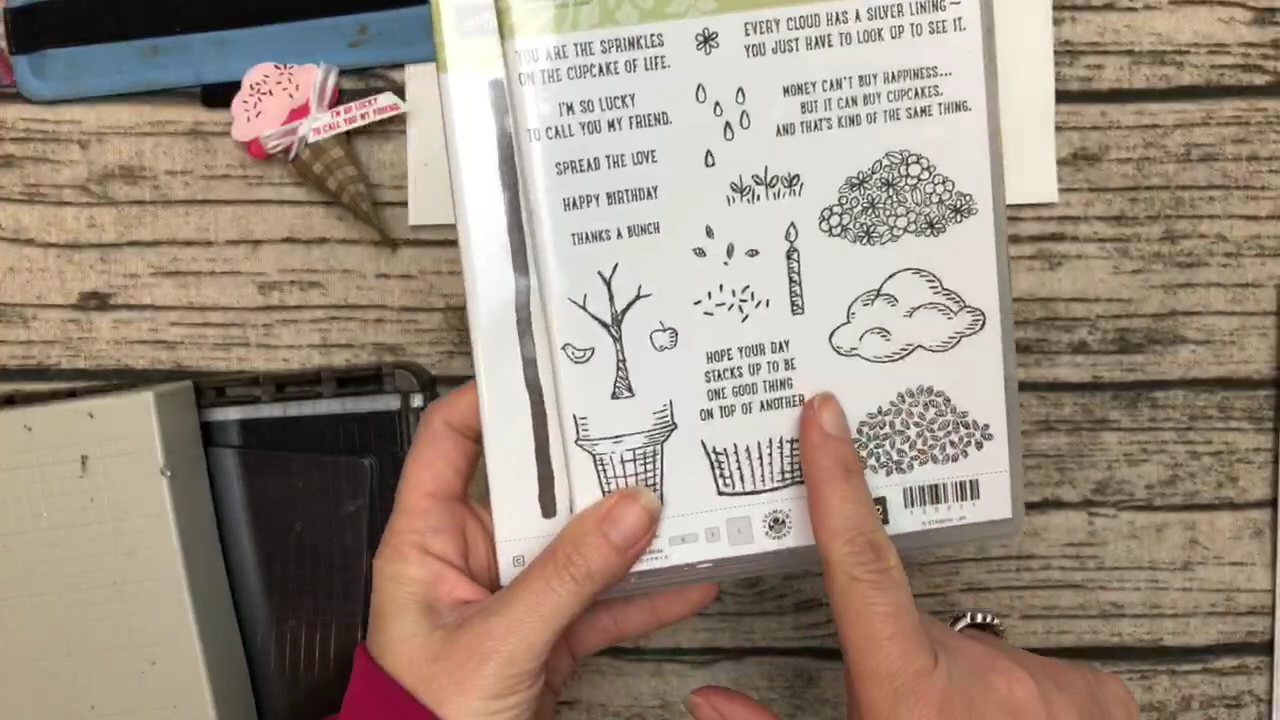 YOU ARE THE SPRINKLES
ON THE CUPCAKE OF LIFE.
I'M SO LUCKY
TO CALL YOU MY FRIEND.
SPREAD THE LOVE
HAPPY BIRTHDAY
THANKS A BUNCH
EVERY CLOUD HAS A SILVER LINING~
YOU JUST HAVE TO LOOK UP TO SEE IT.
MONEY CAN'T BUY HAPPINESS...
BUT IT CAN BUY CUPCAKES,
AND THAT'S KIND OF THE SAME THING.
HOPE YOUR DAY
STACKS UP TO BE
ONE GOOD THING
ON TOP OF ANOTHER.
I'M SO LUCKY
TO CALL YOU MY FRIEND.